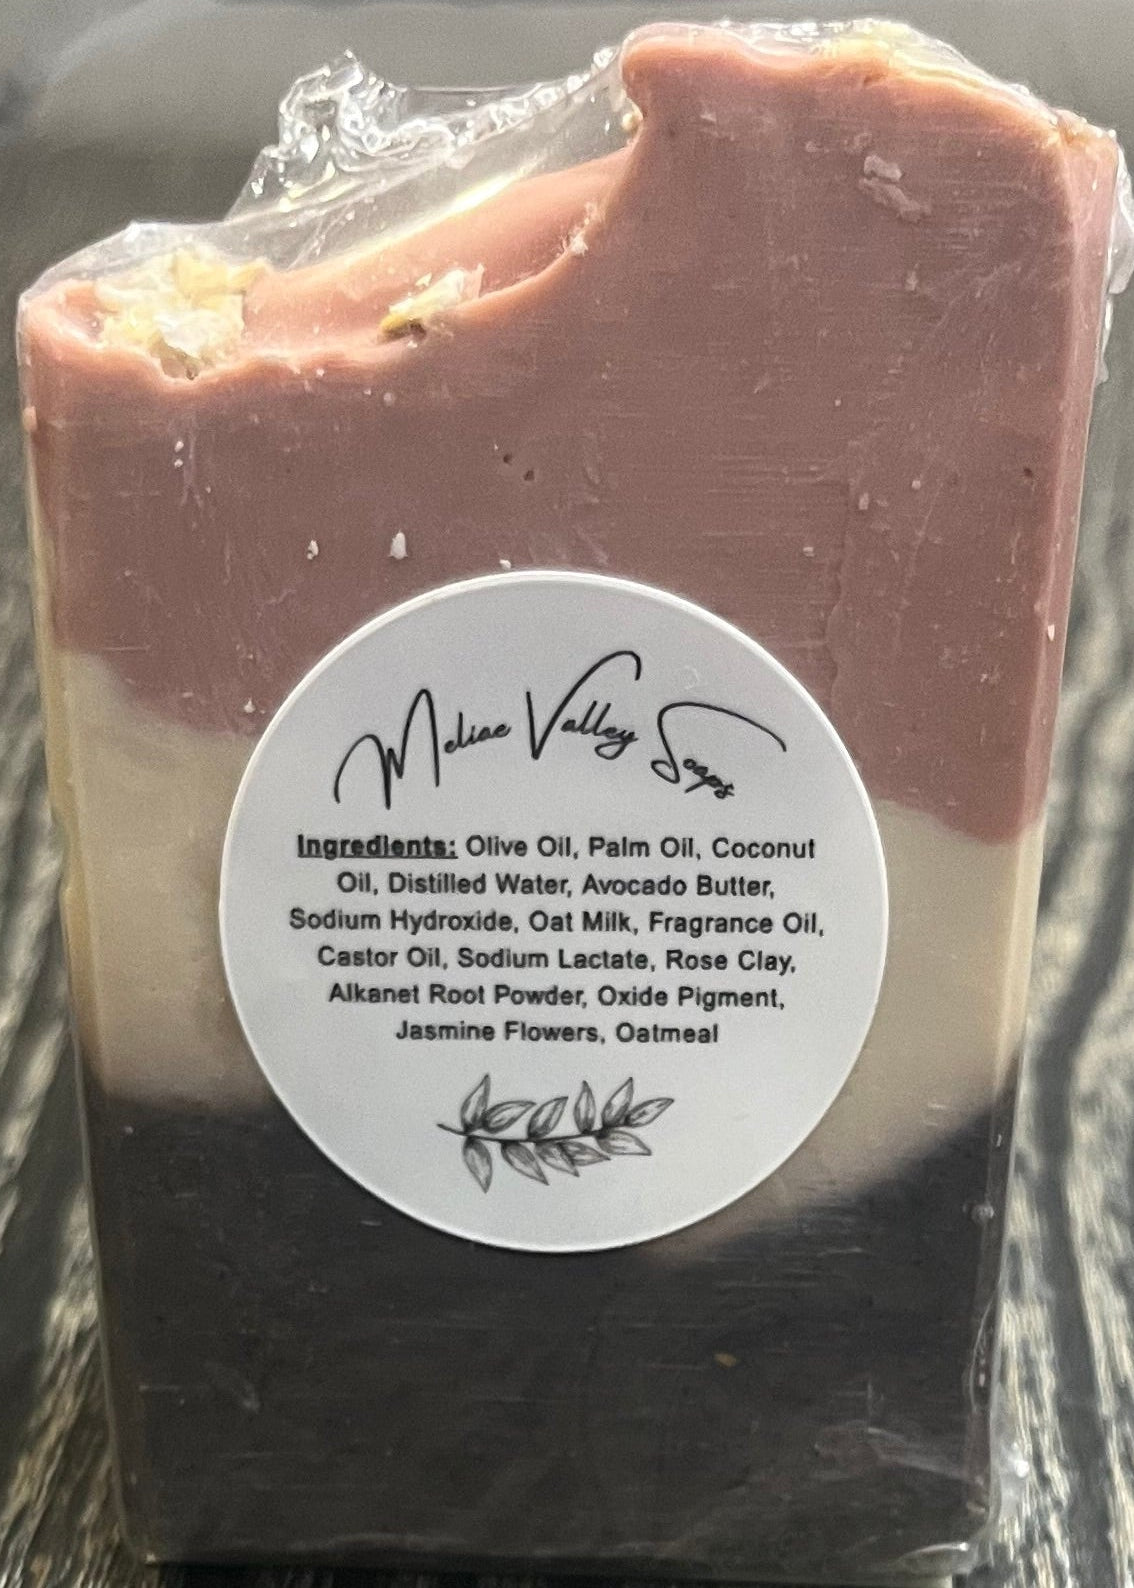 Meliae Valley Soaps
Ingredients: Olive Oil, Palm Oil, Coconut
Oil, Distilled Water, Avocado Butter,
Sodium Hydroxide, Oat Milk, Fragrance Oil,
Castor Oil, Sodium Lactate, Rose Clay,
Alkanet Root Powder, Oxide Pigment,
Jasmine Flowers, Oatmeal